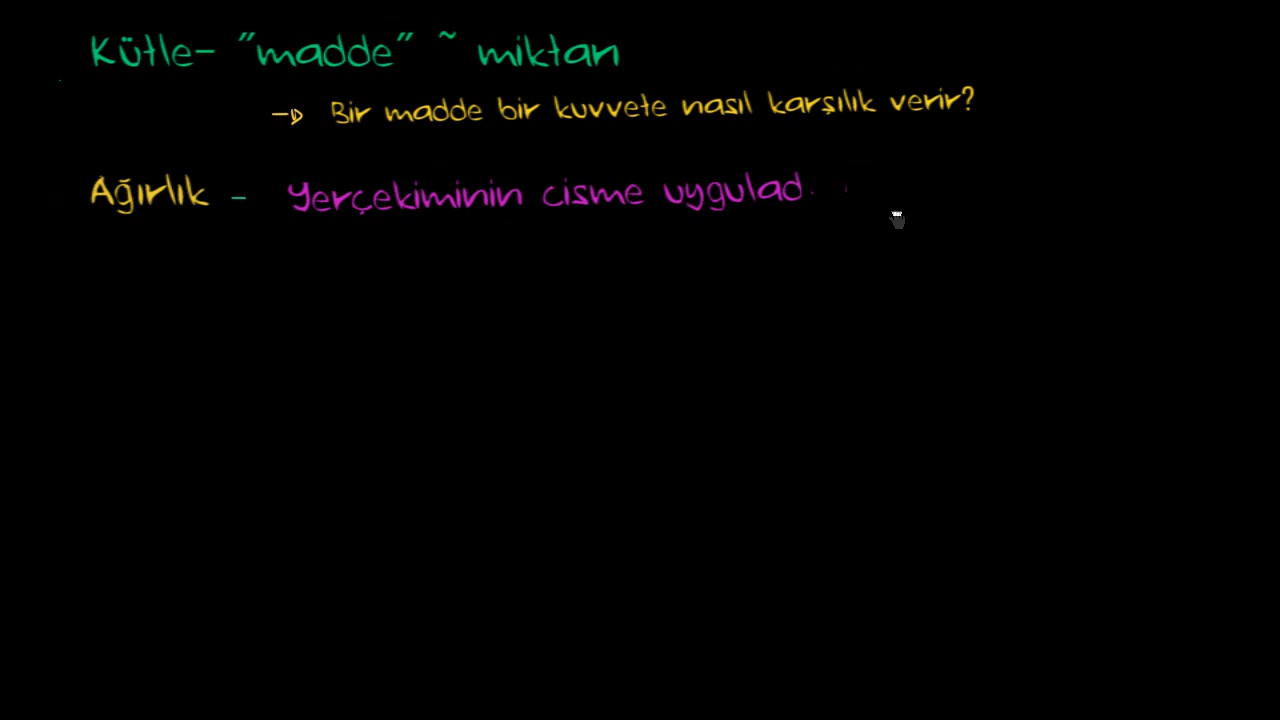 Kütle- "madde" ~ miktarı
→ Bir madde bir kuvvete nasıl karşılık verir?
Ağırlık - Yerçekiminin cisme uygulad